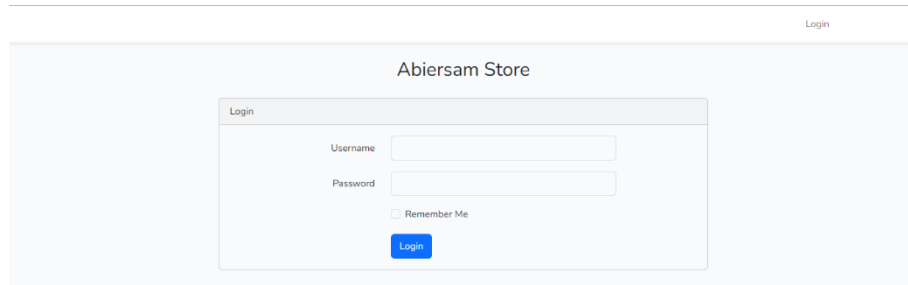 Login
Abiersam Store
Login
Username
Password
Remember Me
Login